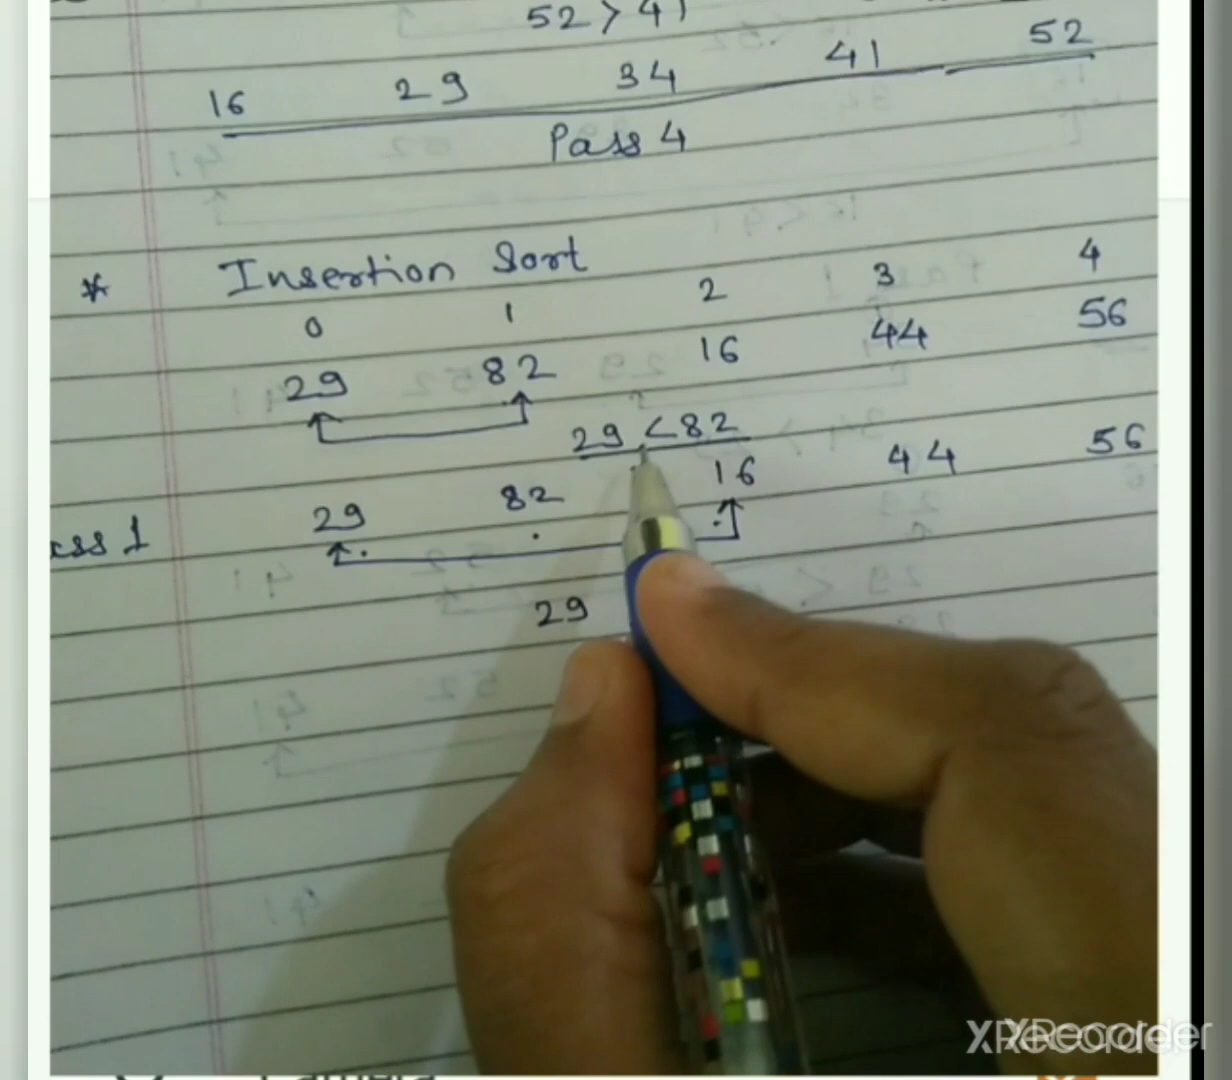 52 > 41
16 29 34 41 52
Pass 4
* Insertion Sort
0 1 2 3 4
29 82 16 44 56
29 < 82
ass 1 29 82 16 44 56
29
XRecorder